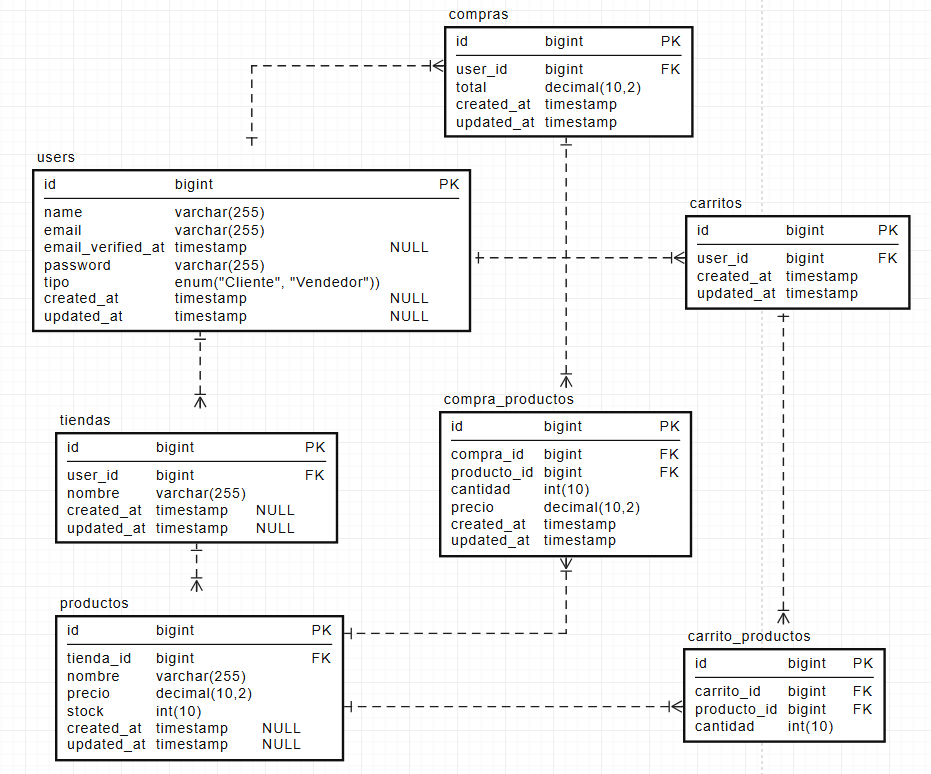 compras
id bigint PK
user_id bigint FK
total decimal(10,2)
created_at timestamp
updated_at timestamp
users
id bigint PK
name varchar(255)
email varchar(255)
email_verified_at timestamp NULL
password varchar(255)
tipo enum("Cliente", "Vendedor"))
created_at timestamp NULL
updated_at timestamp NULL
carritos
id bigint PK
user_id bigint FK
created_at timestamp
updated_at timestamp
tiendas
id bigint PK
user_id bigint FK
nombre varchar(255)
created_at timestamp NULL
updated_at timestamp NULL
compra_productos
id bigint PK
compra_id bigint FK
producto_id bigint FK
cantidad int(10)
precio decimal(10,2)
created_at timestamp
updated_at timestamp
productos
id bigint PK
tienda_id bigint FK
nombre varchar(255)
precio decimal(10,2)
stock int(10)
created_at timestamp NULL
updated_at timestamp NULL
carrito_productos
id bigint PK
carrito_id bigint FK
producto_id bigint FK
cantidad int(10)